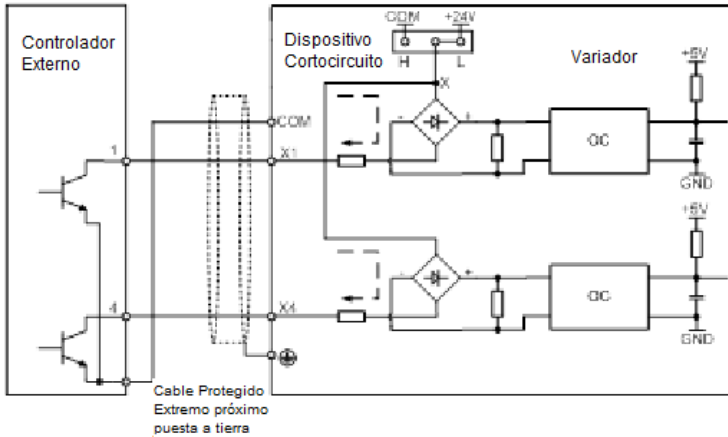 Controlador
Externo
Dispositivo
Cortocircuito
COM
+24V
H
L
Variador
X
+5V
COM
-
+
1
X1
OC
GND
+5V
-
+
4
X4
OC
GND
Cable Protegido
Extremo próximo
puesta a tierra